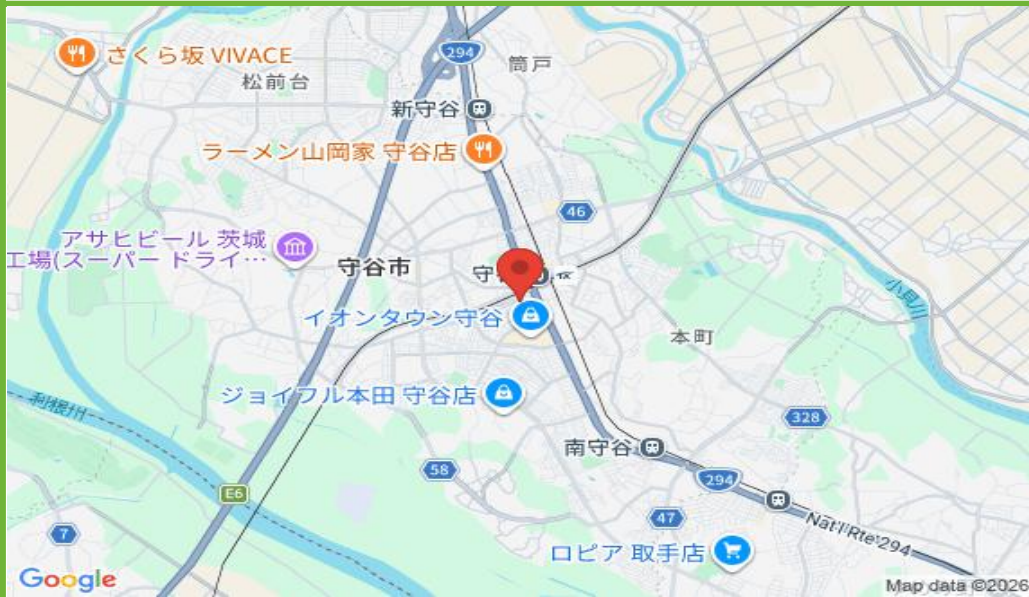 294
さくら坂 VIVACE
松前台
筒戸
新守谷
ラーメン山岡家 守谷店
46
アサヒビール 茨城
工場(スーパー ドライ…
守谷市
小貝川
イオンタウン守谷
本町
ジョイフル本田 守谷店
利根川
328
南守谷
58
294
E6
47
7
Nat'l Rte 294
ロピア 取手店
Google
Map data ©2026